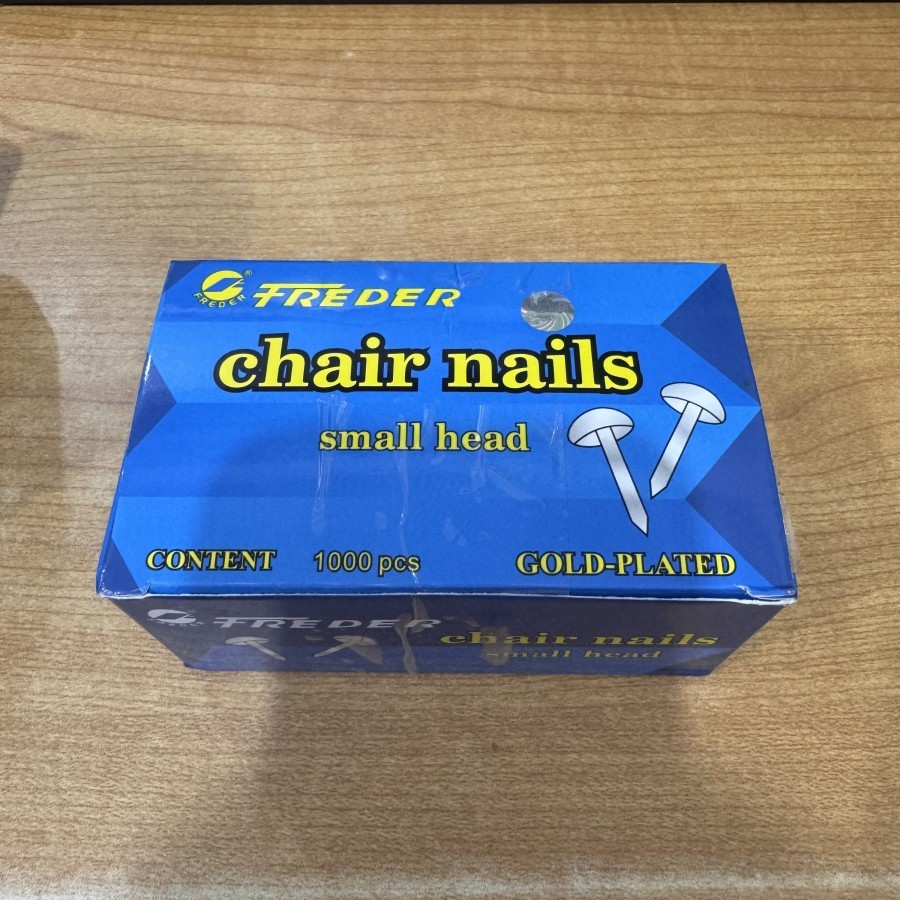 FREDER ® FREDER
chair nails
small head
CONTENT 1000 pcs GOLD-PLATED
FREDER chair nails
small head